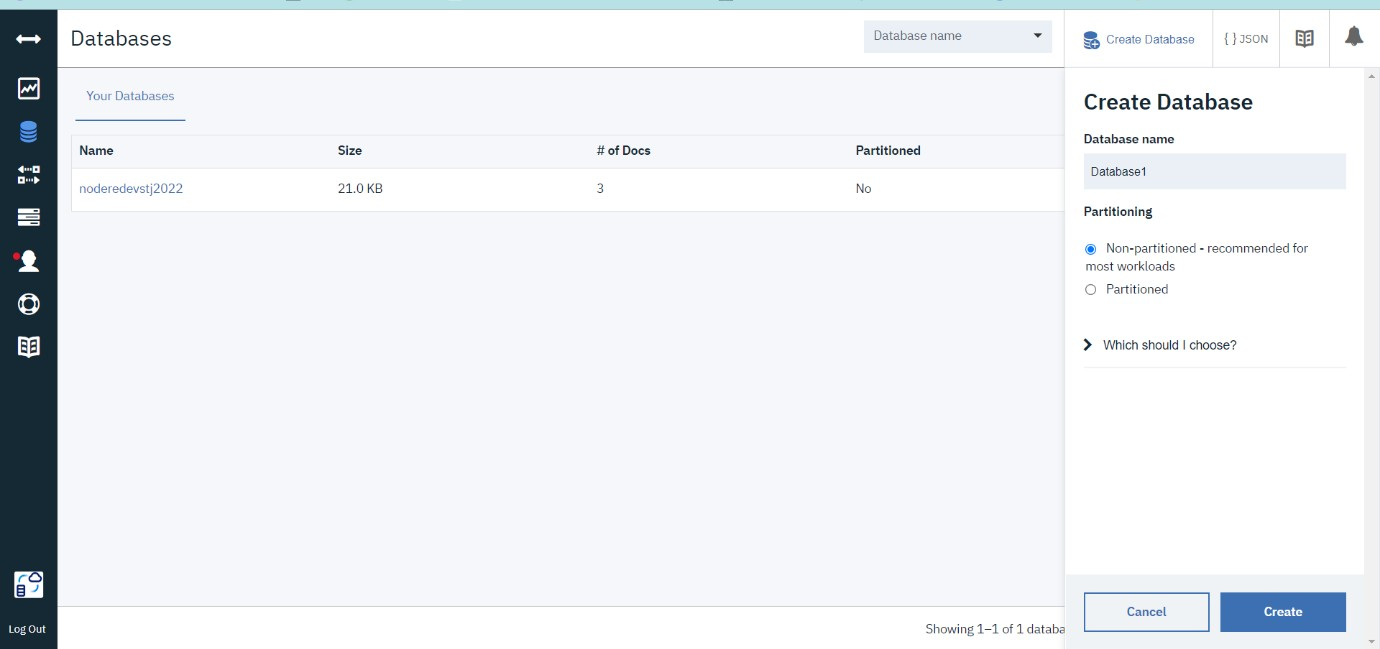 Databases
Database name
Create Database
{ } JSON
Your Databases
Name Size # of Docs Partitioned
noderedevstj2022 21.0 KB 3 No
Showing 1–1 of 1 databa
Create Database
Database name
Database1
Partitioning
Non-partitioned - recommended for
most workloads
Partitioned
Which should I choose?
Cancel
Create
Log Out